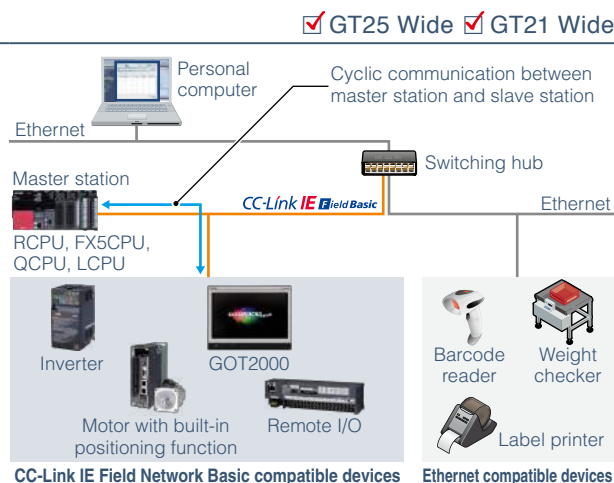 GT25 Wide GT21 Wide
Personal
computer
Cyclic communication between
master station and slave station
Ethernet
Switching hub
Master station
CC-Link IE Field Basic
Ethernet
RCPU, FX5CPU,
QCPU, LCPU
Inverter
GOT2000
Motor with built-in
positioning function
Remote I/O
Barcode
reader
Weight
checker
Label printer
CC-Link IE Field Network Basic compatible devices
Ethernet compatible devices